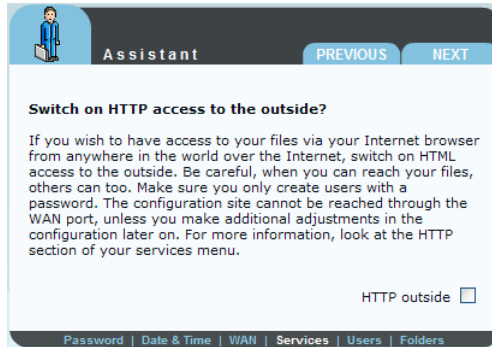 Assistant
PREVIOUS
NEXT
Switch on HTTP access to the outside?
If you wish to have access to your files via your Internet browser
from anywhere in the world over the Internet, switch on HTML
access to the outside. Be careful, when you can reach your files,
others can too. Make sure you only create users with a
password. The configuration site cannot be reached through the
WAN port, unless you make additional adjustments in the
configuration later on. For more information, look at the HTTP
section of your services menu.
HTTP outside
Password | Date & Time | WAN | Services | Users | Folders